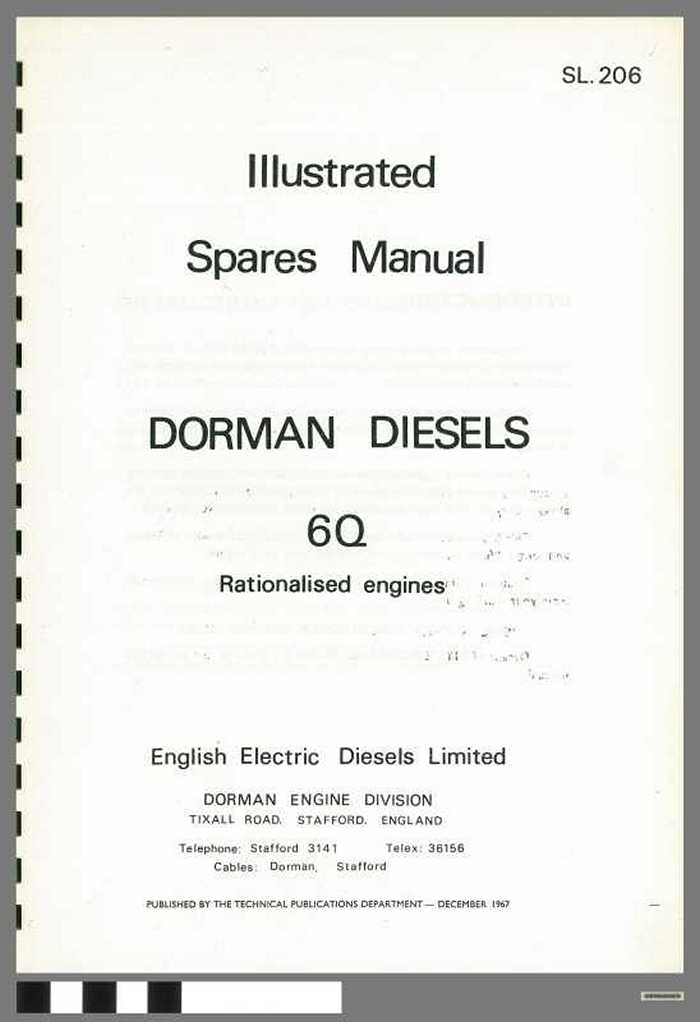 SL.206
Illustrated
Spares Manual
DORMAN DIESELS
6Q
Rationalised engines
English Electric Diesels Limited
DORMAN ENGINE DIVISION
TIXALL ROAD. STAFFORD. ENGLAND
Telephone: Stafford 3141 Telex: 36156
Cables: Dorman, Stafford
PUBLISHED BY THE TECHNICAL PUBLICATIONS DEPARTMENT — DECEMBER 1967